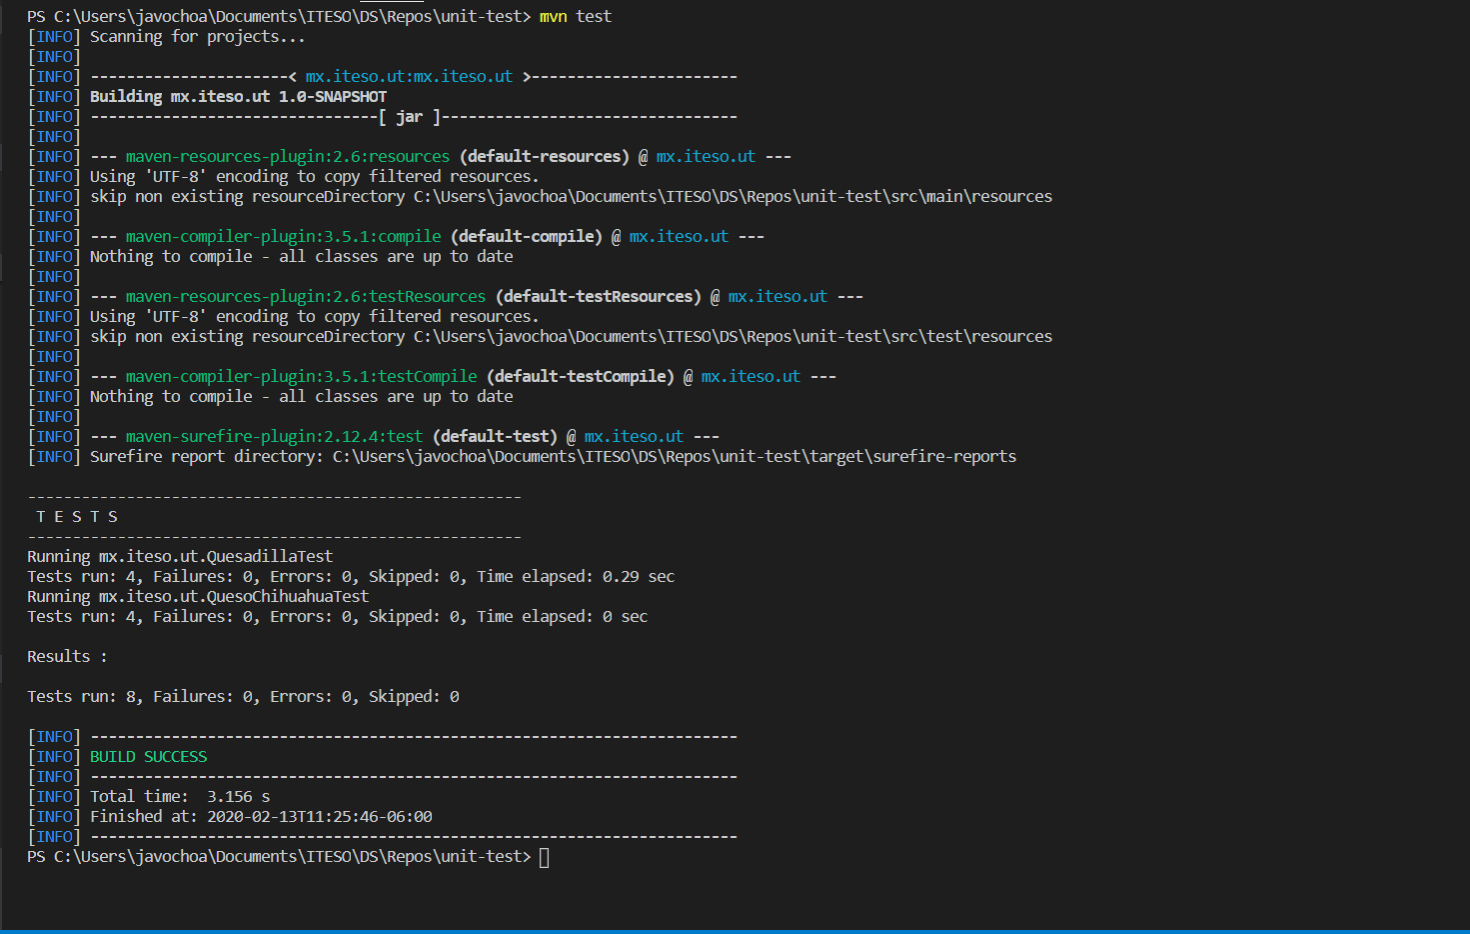 PS C:\Users\javochoa\Documents\ITESO\DS\Repos\unit-test> mvn test
[INFO] Scanning for projects...
[INFO]
[INFO] ----------------------< mx.iteso.ut:mx.iteso.ut >-----------------------
[INFO] Building mx.iteso.ut 1.0-SNAPSHOT
[INFO] --------------------------------[ jar ]---------------------------------
[INFO]
[INFO] --- maven-resources-plugin:2.6:resources (default-resources) @ mx.iteso.ut ---
[INFO] Using 'UTF-8' encoding to copy filtered resources.
[INFO] skip non existing resourceDirectory C:\Users\javochoa\Documents\ITESO\DS\Repos\unit-test\src\main\resources
[INFO]
[INFO] --- maven-compiler-plugin:3.5.1:compile (default-compile) @ mx.iteso.ut ---
[INFO] Nothing to compile - all classes are up to date
[INFO]
[INFO] --- maven-resources-plugin:2.6:testResources (default-testResources) @ mx.iteso.ut ---
[INFO] Using 'UTF-8' encoding to copy filtered resources.
[INFO] skip non existing resourceDirectory C:\Users\javochoa\Documents\ITESO\DS\Repos\unit-test\src\test\resources
[INFO]
[INFO] --- maven-compiler-plugin:3.5.1:testCompile (default-testCompile) @ mx.iteso.ut ---
[INFO] Nothing to compile - all classes are up to date
[INFO]
[INFO] --- maven-surefire-plugin:2.12.4:test (default-test) @ mx.iteso.ut ---
[INFO] Surefire report directory: C:\Users\javochoa\Documents\ITESO\DS\Repos\unit-test\target\surefire-reports
-------------------------------------------------------
T E S T S
-------------------------------------------------------
Running mx.iteso.ut.QuesadillaTest
Tests run: 4, Failures: 0, Errors: 0, Skipped: 0, Time elapsed: 0.29 sec
Running mx.iteso.ut.QuesoChihuahuaTest
Tests run: 4, Failures: 0, Errors: 0, Skipped: 0, Time elapsed: 0 sec
Results :
Tests run: 8, Failures: 0, Errors: 0, Skipped: 0
[INFO] ------------------------------------------------------------------------
[INFO] BUILD SUCCESS
[INFO] ------------------------------------------------------------------------
[INFO] Total time:  3.156 s
[INFO] Finished at: 2020-02-13T11:25:46-06:00
[INFO] ------------------------------------------------------------------------
PS C:\Users\javochoa\Documents\ITESO\DS\Repos\unit-test>